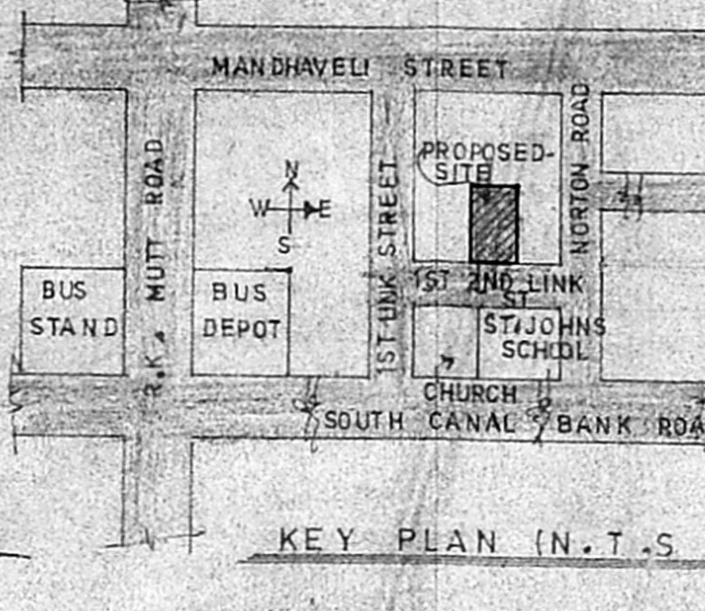 MANDHAVELI STREET
R.K. MUTT ROAD
1ST LINK STREET
NORTON ROAD
PROPOSED-
SITE
N
W E
S
1ST 2ND LINK
ST
BUS
STAND
BUS
DEPOT
ST.JOHNS
SCHOOL
CHURCH
SOUTH CANAL BANK ROA
KEY PLAN (N.T.S